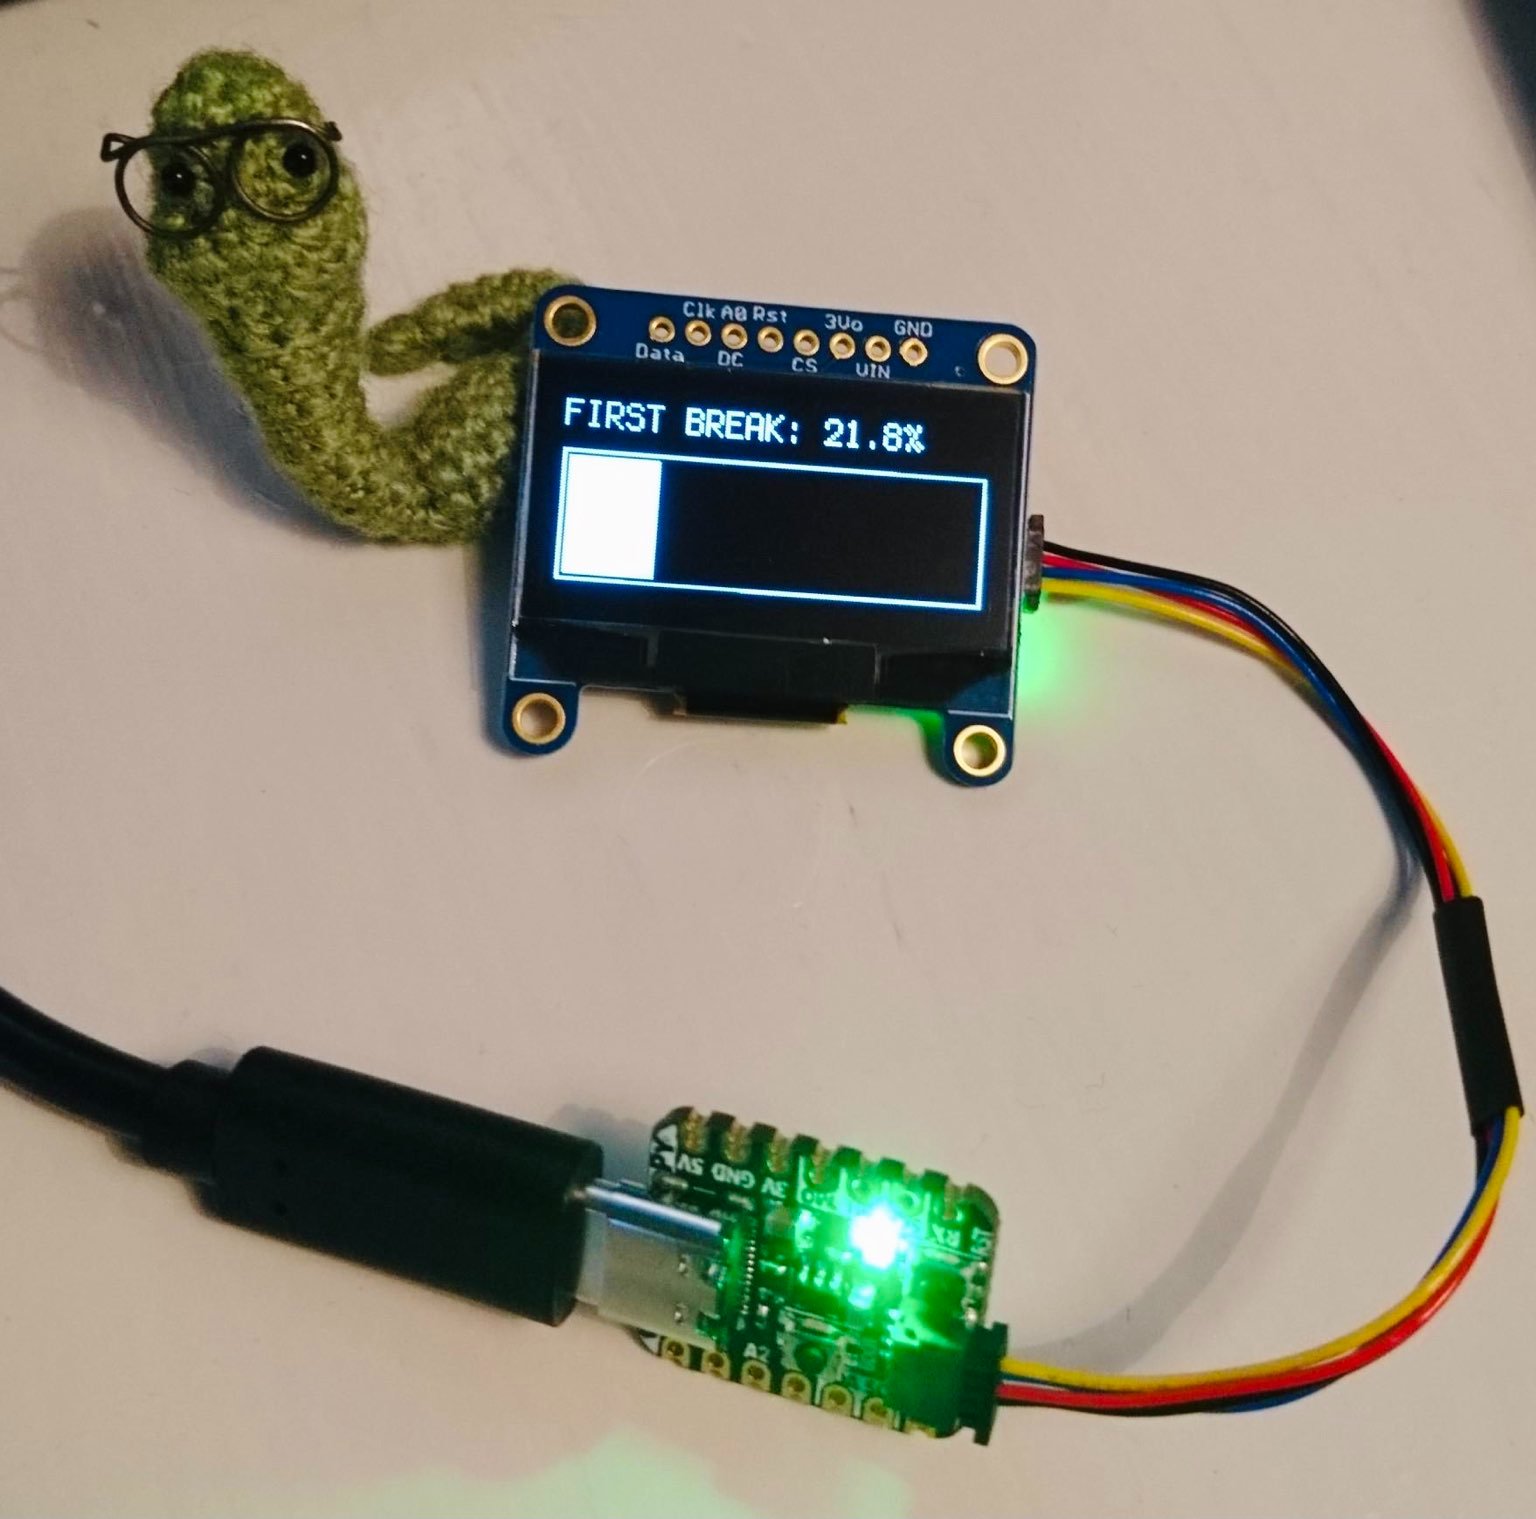 Clk A0 Rst 3Vo GND
Data DC CS VIN
FIRST BREAK: 21.8%
5V GND 3V
RX
A2